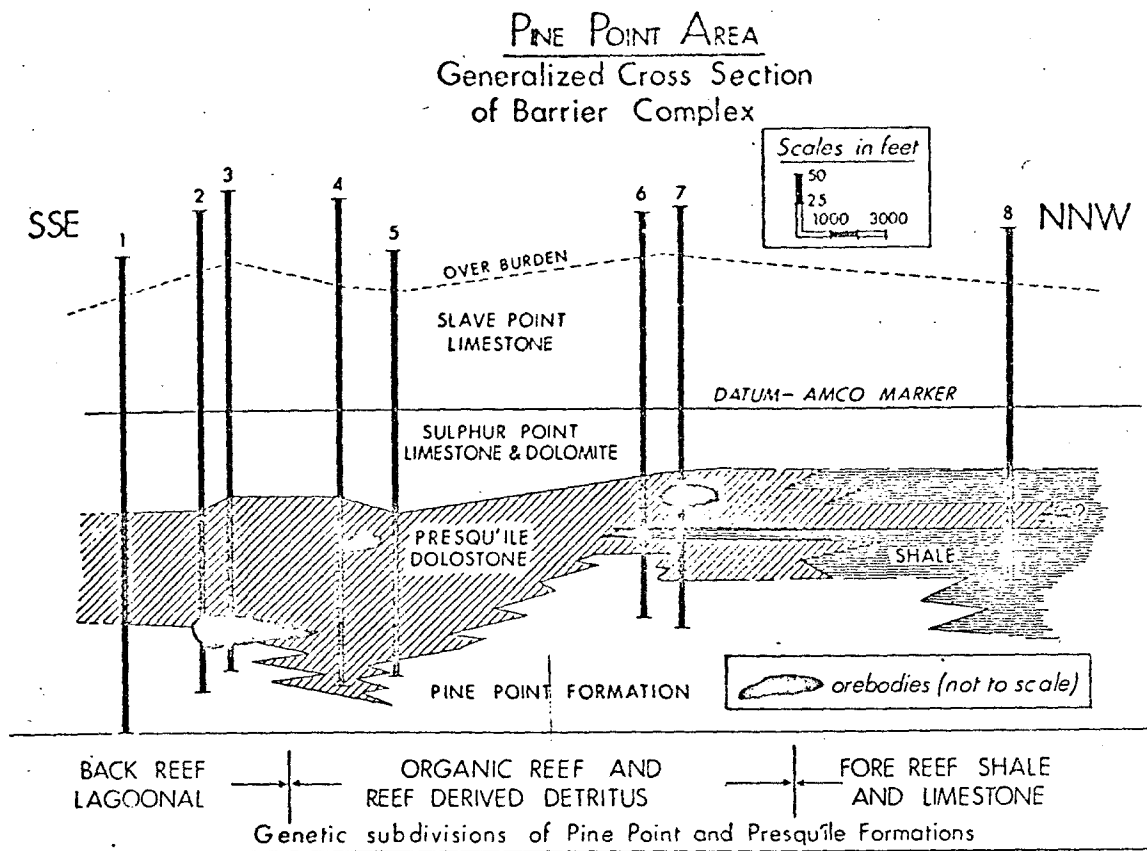 PINE POINT AREA
Generalized Cross Section
of Barrier Complex
Scales in feet
50
25
1000 3000
SSE
NNW
1
2
3
4
5
6
7
8
OVER BURDEN
SLAVE POINT
LIMESTONE
DATUM- AMCO MARKER
SULPHUR POINT
LIMESTONE & DOLOMITE
PRESQU'ILE
DOLOSTONE
?
SHALE
PINE POINT FORMATION
orebodies (not to scale)
BACK REEF
LAGOONAL
ORGANIC REEF AND
REEF DERIVED DETRITUS
FORE REEF SHALE
AND LIMESTONE
Genetic subdivisions of Pine Point and Presqu'ile Formations